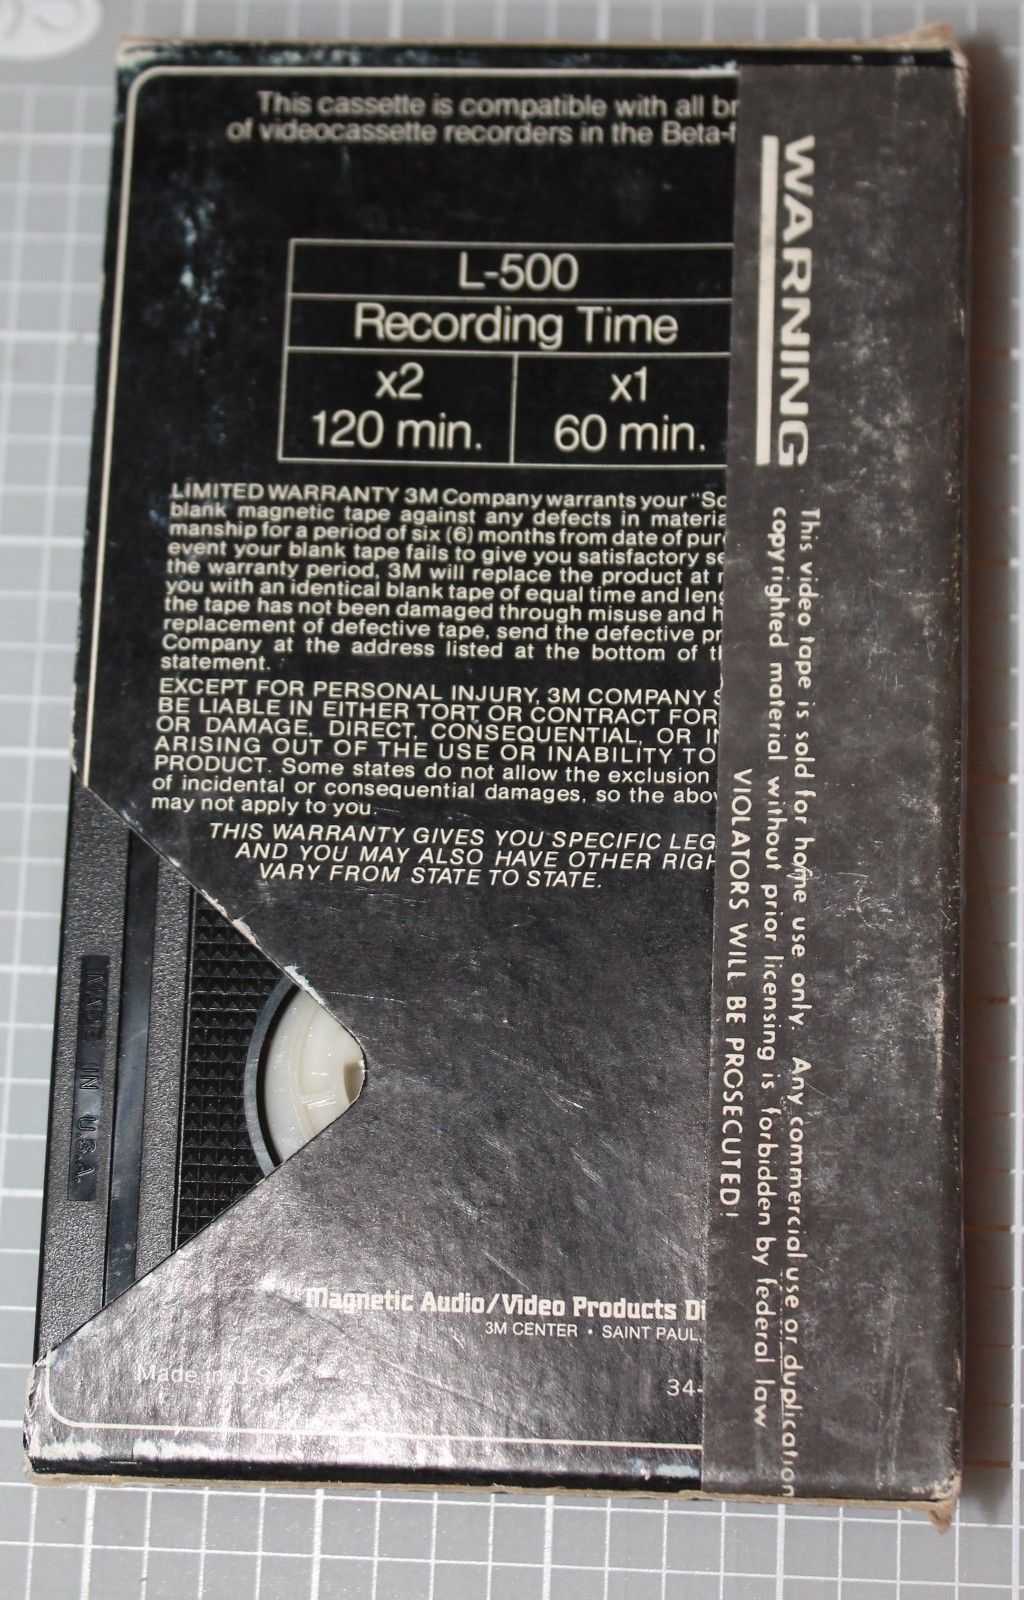 This cassette is compatible with all br
of videocassette recorders in the Beta-f
L-500
Recording Time
x2
120 min.
x1
60 min.
LIMITED WARRANTY 3M Company warrants your "Sc
blank magnetic tape against any defects in materia
manship for a period of six (6) months from date of pur
event your blank tape fails to give you satisfactory se
the warranty period, 3M will replace the product at
you with an identical blank tape of equal time and leng
the tape has not been damaged through misuse and h
replacement of defective tape, send the defective pr
Company at the address listed at the bottom of t
statement.
EXCEPT FOR PERSONAL INJURY, 3M COMPANY S
BE LIABLE IN EITHER TORT OR CONTRACT FOR
OR DAMAGE, DIRECT, CONSEQUENTIAL, OR IN
ARISING OUT OF THE USE OR INABILITY TO
PRODUCT. Some states do not allow the exclusion
of incidental or consequential damages, so the abov
may not apply to you.
THIS WARRANTY GIVES YOU SPECIFIC LEG
AND YOU MAY ALSO HAVE OTHER RIGH
VARY FROM STATE TO STATE.
MADE IN U.S.A.
Magnetic Audio/Video Products Di
3M CENTER • SAINT PAUL,
Made in U.S.A.
34-
WARNING
This video tape is sold for home use only. Any commercial use or duplication
copyrighed material without prior licensing is forbidden by federal law
VIOLATORS WILL BE PROSECUTED!